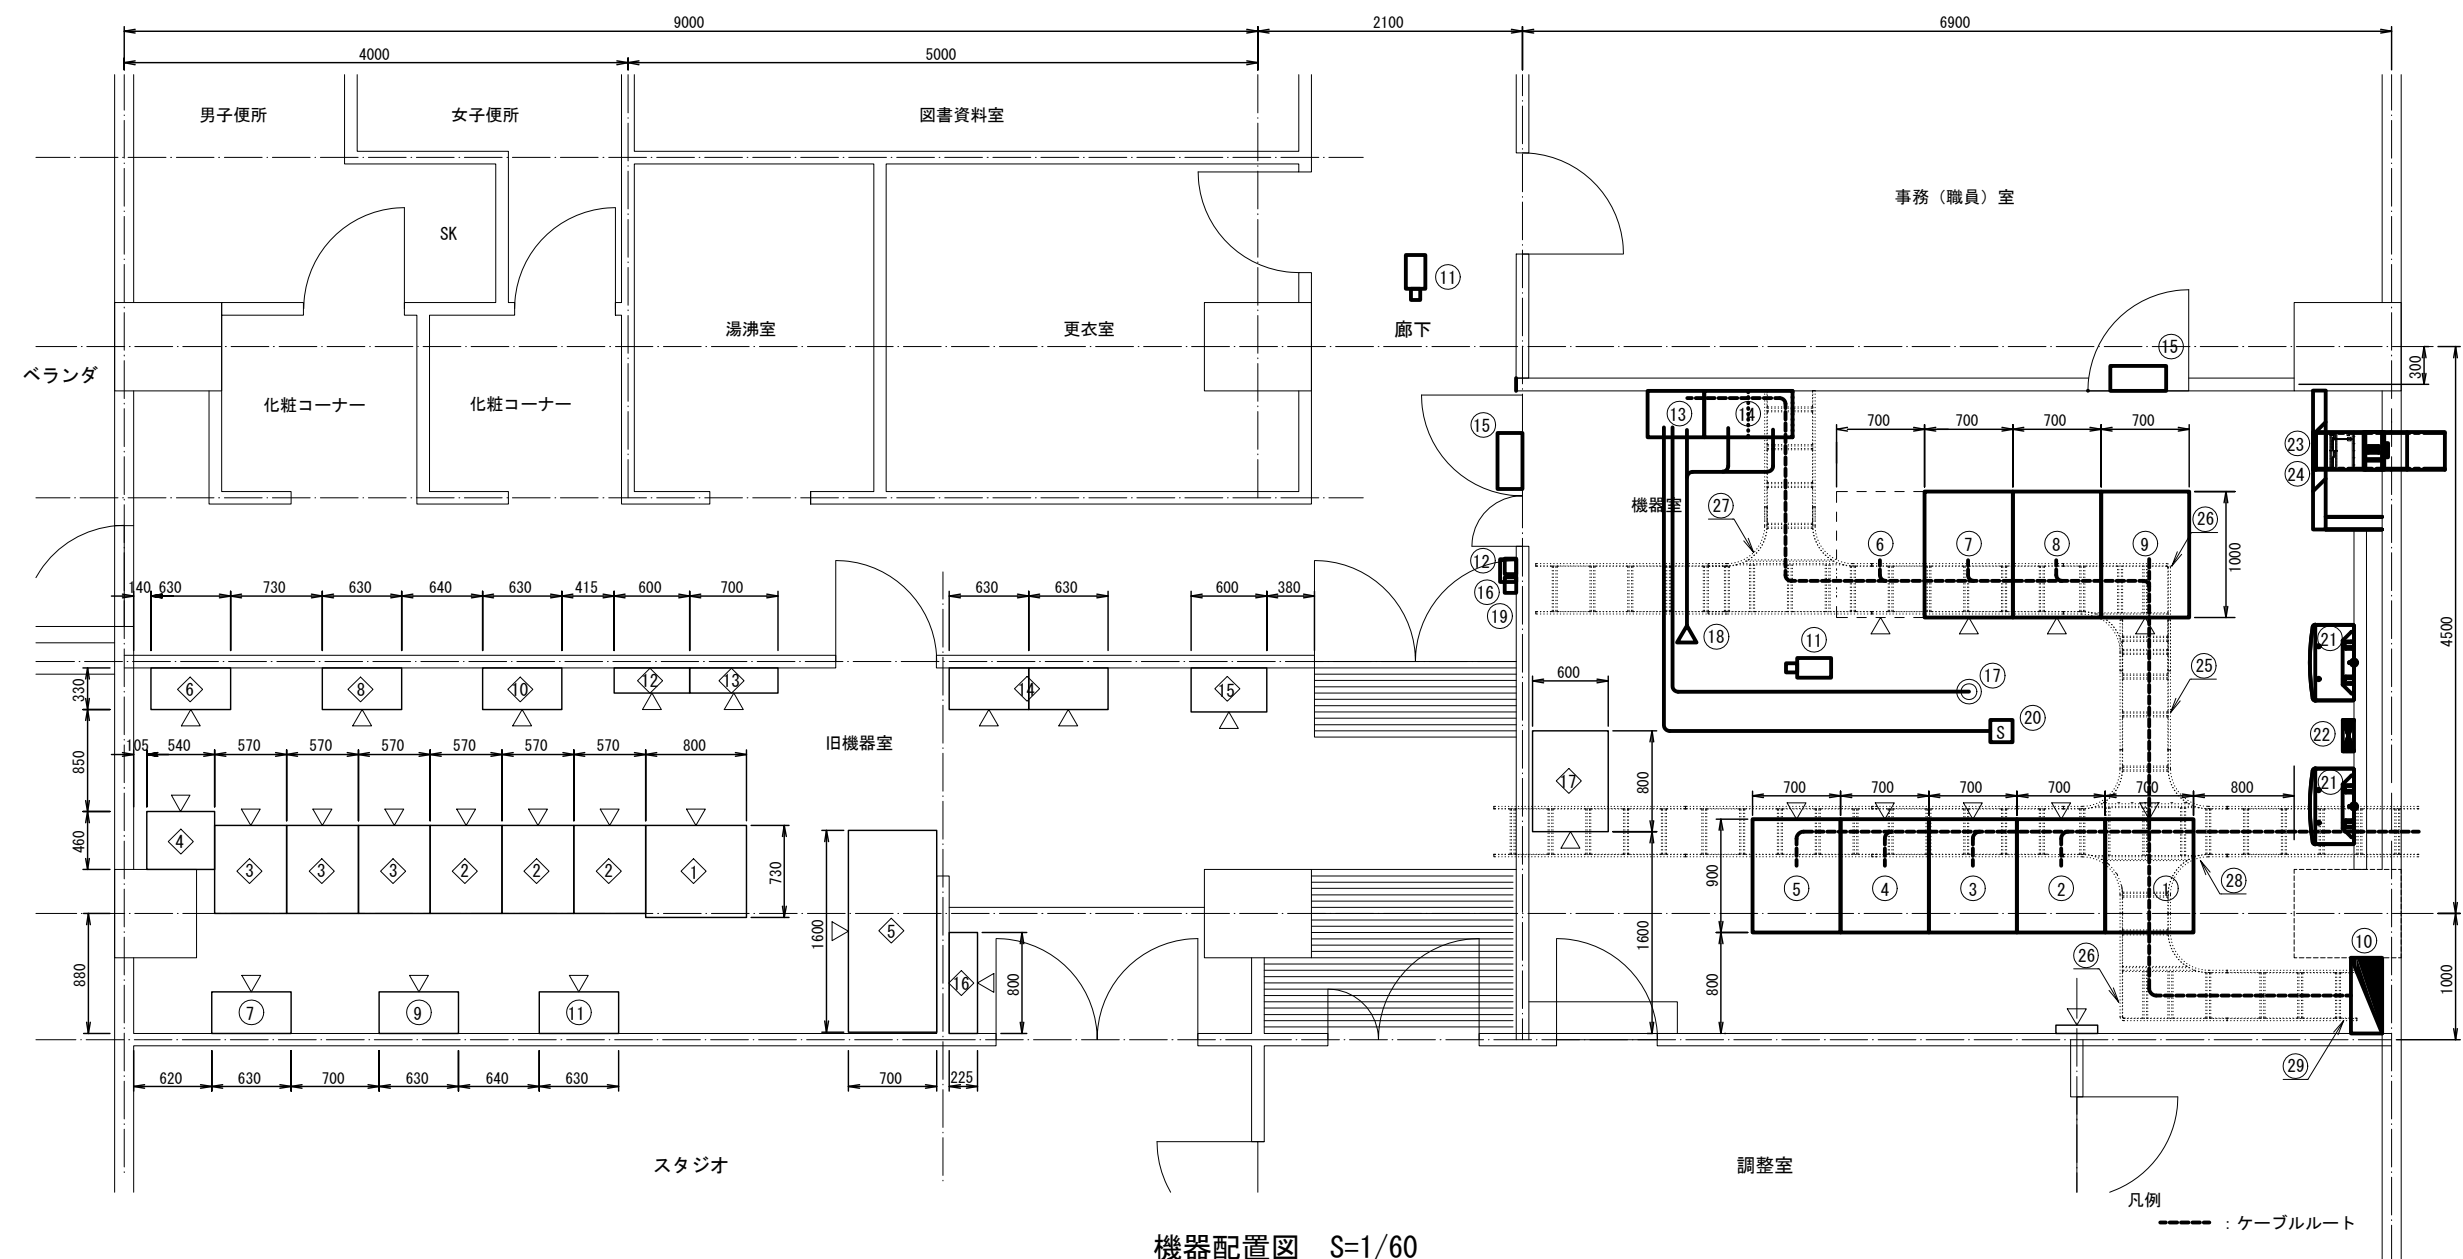 9000 2100 6900
4000 5000
男子便所 女子便所 図書資料室
事務（職員）室
SK
⑪
湯沸室 更衣室 廊下
⑮ 300
ベランダ
化粧コーナー 化粧コーナー
⑬ ⑭
⑮ 700 700 700 700 ㉓
㉔
機器室 ㉗ ㉖
⑥ ⑦ ⑧ ⑨ 1000
⑫
140 630 730 630 640 630 415 600 700 630 630 600 380 ⑯
⑲
⑱ 4500
⑪ ㉑
330 6 8 10 12 13 14 15 600 ⑰ ㉕
⑳
S
105 540 570 570 570 570 570 570 800 旧機器室 ㉒
850 17 800
700 700 700 700 700 800 ㉑
460 4
3 3 3 2 2 2 1 730 900 ⑤ ④ ③ ② ① ㉘
1600 5 1600 ⑩
880 16 800 800 ㉖ 1000
⑦ ⑨ ⑪
㉙
620 630 700 630 640 630 700 225
スタジオ 調整室
凡例
：ケーブルルート
機器配置図 S=1/60